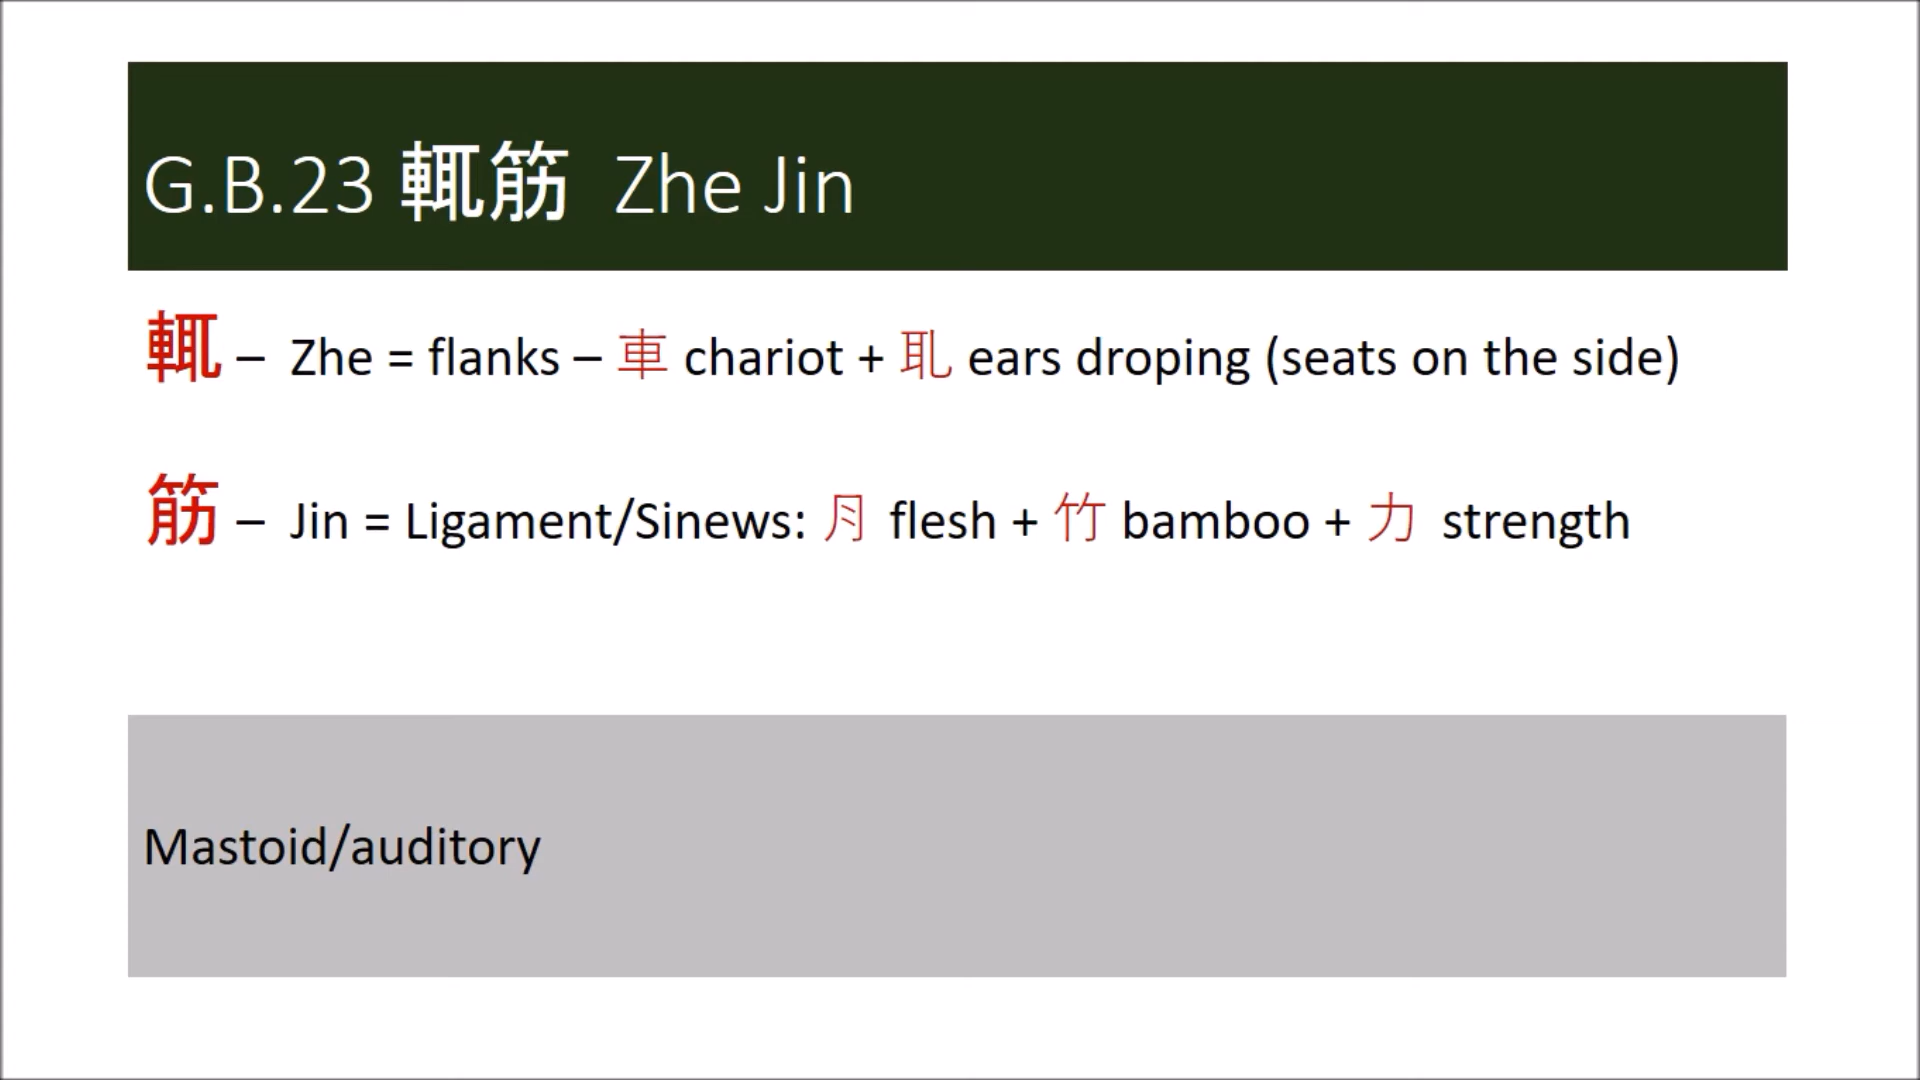 G.B.23 輒筋 Zhe Jin
輒 – Zhe = flanks – 車 chariot + 耴 ears droping (seats on the side)
筋 – Jin = Ligament/Sinews: 月 flesh + 竹 bamboo + 力 strength
Mastoid/auditory